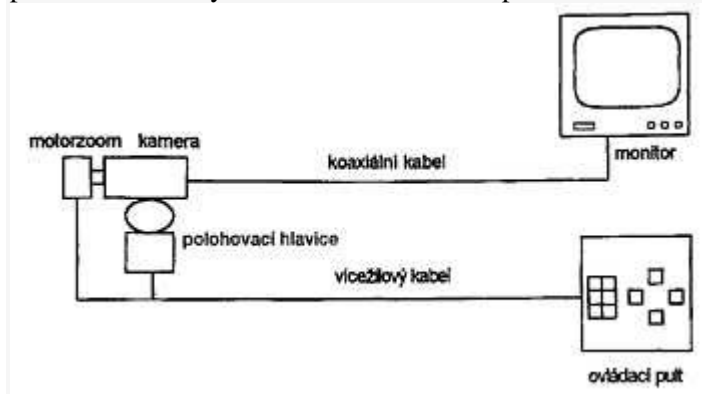 motorzoom kamera
koaxiální kabel
monitor
polohovací hlavice
vícežilový kabel
ovládací pult